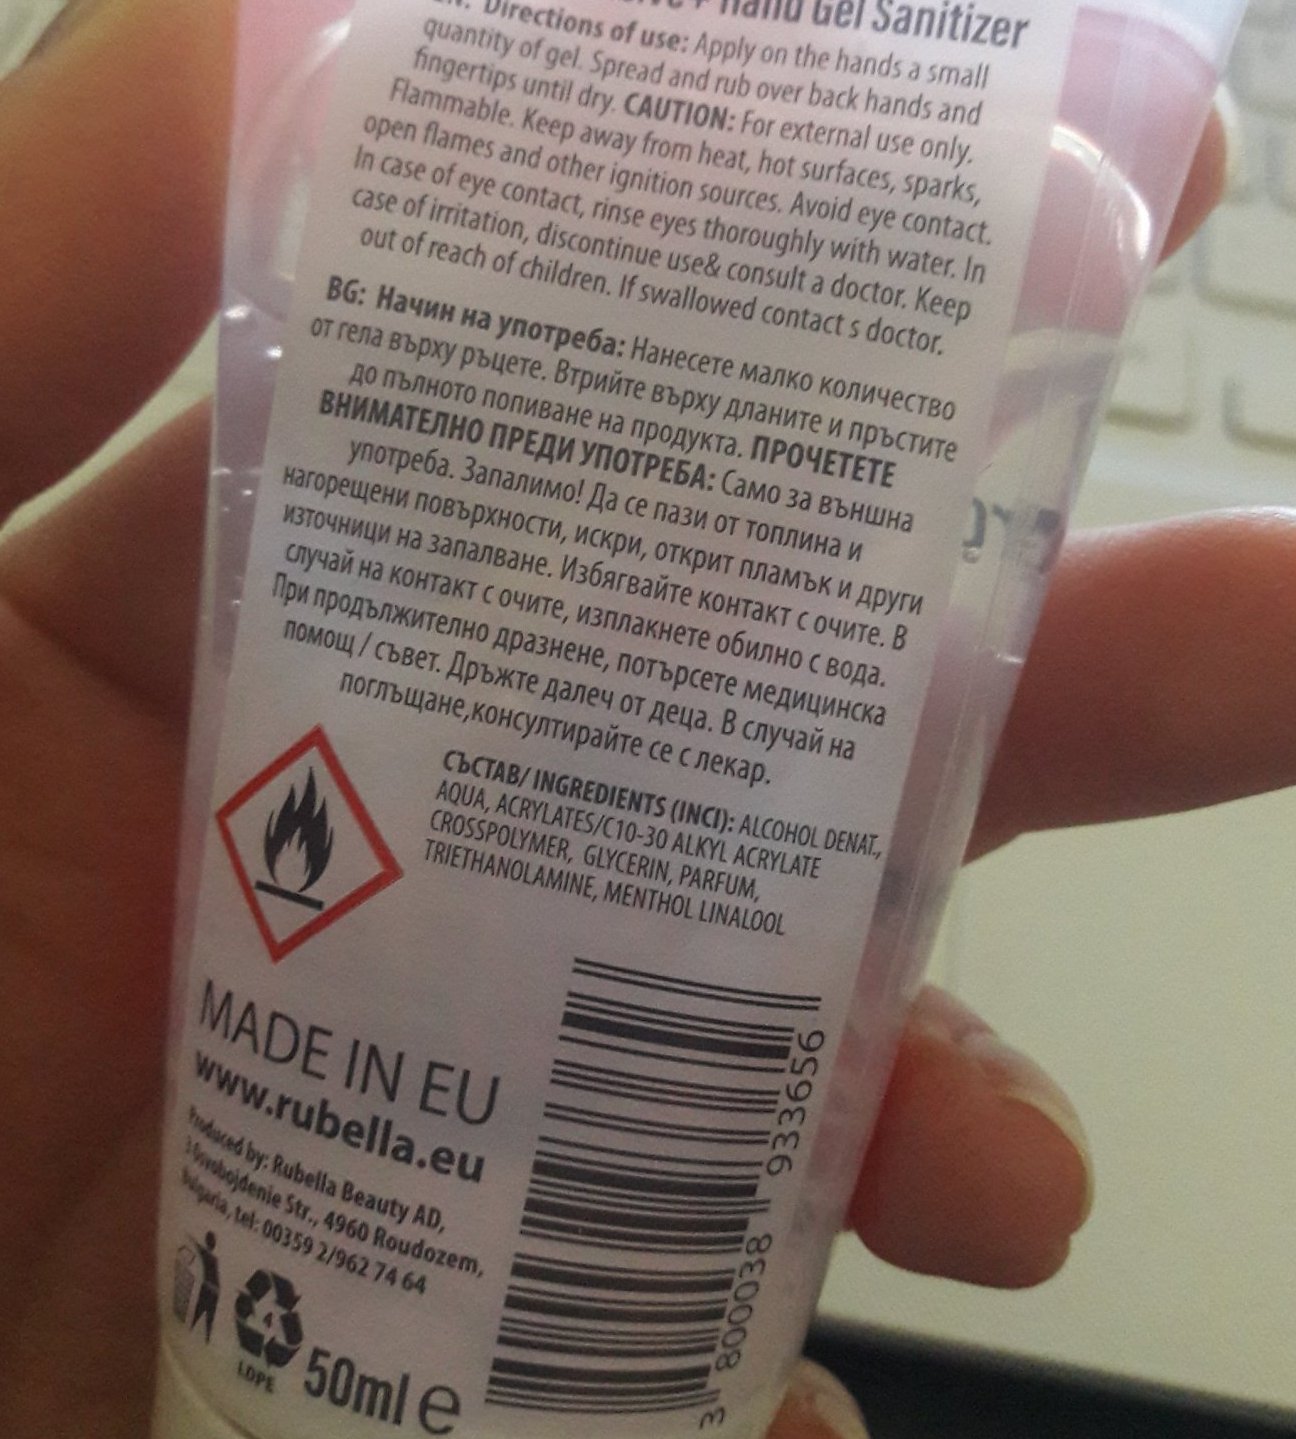 Hand Gel Sanitizer
Directions of use: Apply on the hands a small
quantity of gel. Spread and rub over back hands and
fingertips until dry. CAUTION: For external use only.
Flammable. Keep away from heat, hot surfaces, sparks,
open flames and other ignition sources. Avoid eye contact.
In case of eye contact, rinse eyes thoroughly with water. In
case of irritation, discontinue use& consult a doctor. Keep
out of reach of children. If swallowed contact s doctor.
BG: Начин на употреба: Нанесете малко количество
от гела върху ръцете. Втрийте върху дланите и пръстите
до пълното попиване на продукта. ПРОЧЕТЕТЕ
ВНИМАТЕЛНО ПРЕДИ УПОТРЕБА: Само за външна
употреба. Запалимо! Да се пази от топлина и
нагорещени повърхности, искри, открит пламък и други
източници на запалване. Избягвайте контакт с очите. В
случай на контакт с очите, изплакнете обилно с вода.
При продължително дразнене, потърсете медицинска
помощ / съвет. Дръжте далеч от деца. В случай на
поглъщане,консултирайте се с лекар.
СЪСТАВ/ INGREDIENTS (INCI): ALCOHOL DENAT.,
AQUA, ACRYLATES/C10-30 ALKYL ACRYLATE
CROSSPOLYMER, GLYCERIN, PARFUM,
TRIETHANOLAMINE, MENTHOL LINALOOL
MADE IN EU
www.rubella.eu
Produced by: Rubella Beauty AD,
3 Osvobojdenie Str., 4960 Roudozem,
Bulgaria, tel: 00359 2/962 74 64
4
LDPE
50ml e
3 800038 933656